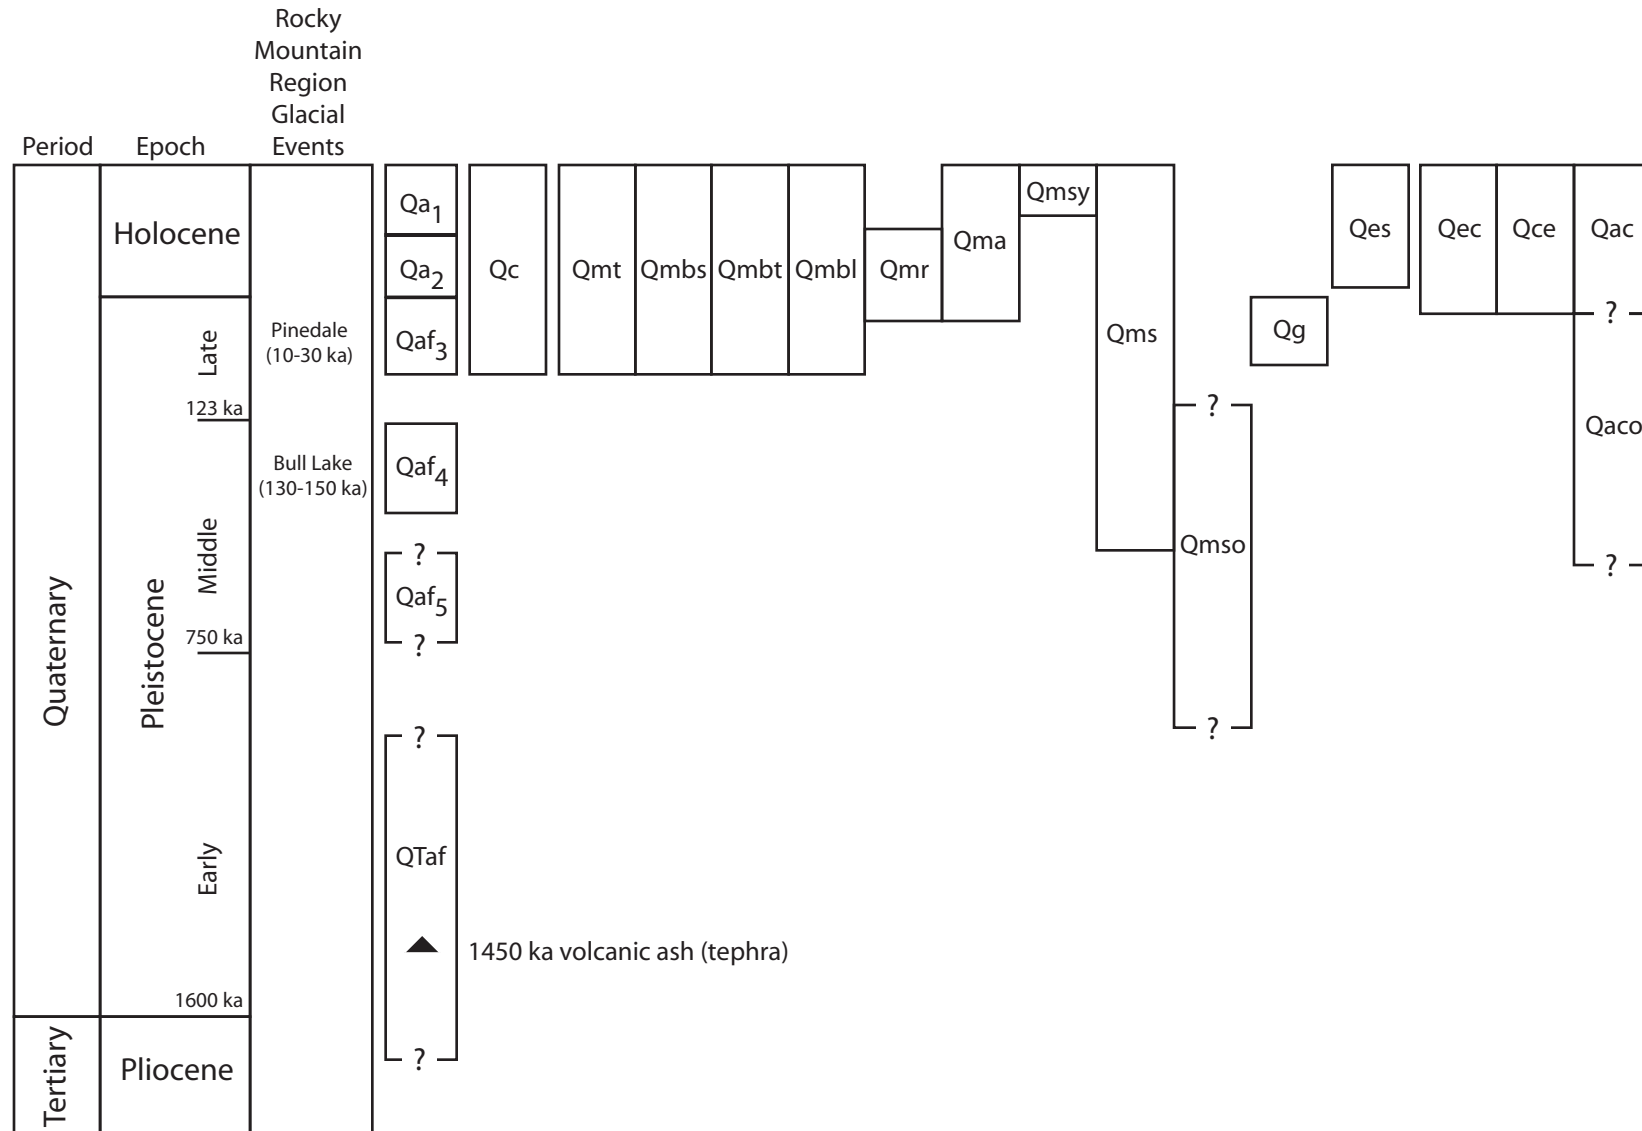 Rocky
Mountain
Region
Glacial
Events
Period
Epoch
Holocene
Qa1
Qa2
Qc
Qmt
Qmbs
Qmbt
Qmbl
Qmr
Qma
Qmsy
Qms
Qes
Qec
Qce
Qac
?
Qg
Late
Pinedale
(10-30 ka)
Qaf3
123 ka
?
Qaco
Bull Lake
(130-150 ka)
Qaf4
Middle
?
Qmso
?
Qaf5
?
750 ka
Quaternary
Pleistocene
?
?
Early
QTaf
1450 ka volcanic ash (tephra)
1600 ka
?
Tertiary
Pliocene